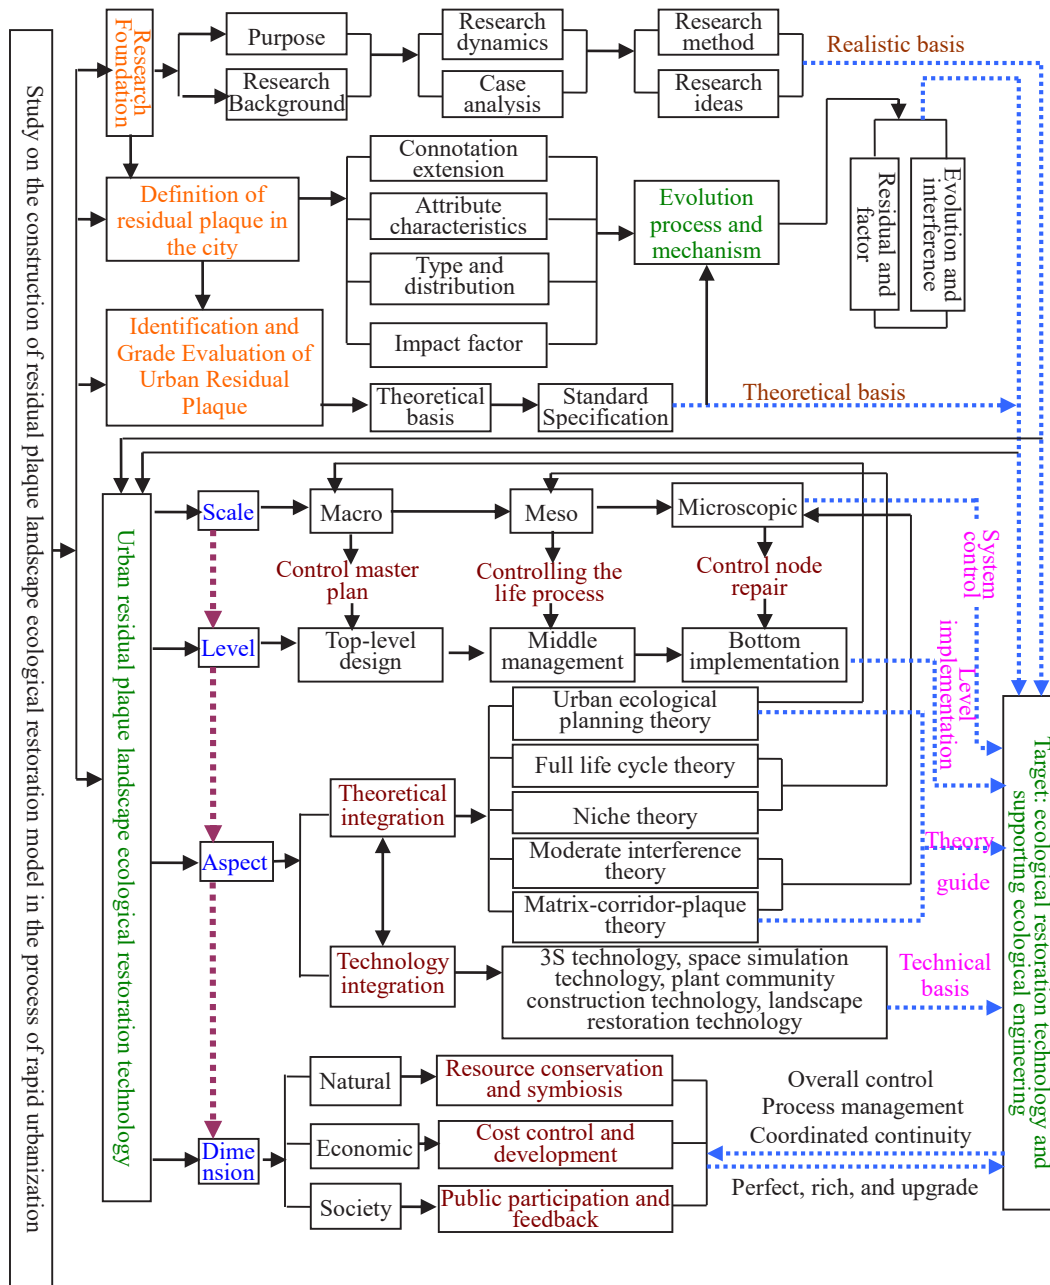 Study on the construction of residual plaque landscape ecological restoration model in the process of rapid urbanization
Research
Foundation
Purpose
Research
Background
Research
dynamics
Case
analysis
Research
method
Research
ideas
Realistic basis
Definition of
residual plaque in
the city
Connotation
extension
Attribute
characteristics
Type and
distribution
Impact factor
Evolution
process and
mechanism
Residual and
factor
Evolution and
interference
Identification and
Grade Evaluation of
Urban Residual
Plaque
Theoretical
basis
Standard
Specification
Theoretical basis
Urban residual plaque landscape ecological restoration technology
Scale
Macro
Meso
Microscopic
Control master
plan
Controlling the
life process
Control node
repair
System
control
Level
Top-level
design
Middle
management
Bottom
implementation
Level
implementation
Aspect
Theoretical
integration
Urban ecological
planning theory
Full life cycle theory
Niche theory
Moderate interference
theory
Matrix-corridor-plaque
theory
Theory
guide
Technology
integration
3S technology, space simulation
technology, plant community
construction technology, landscape
restoration technology
Technical
basis
Target: ecological restoration technology and
supporting ecological engineering
Dime
nsion
Natural
Resource conservation
and symbiosis
Economic
Cost control and
development
Society
Public participation and
feedback
Overall control
Process management
Coordinated continuity
Perfect, rich, and upgrade